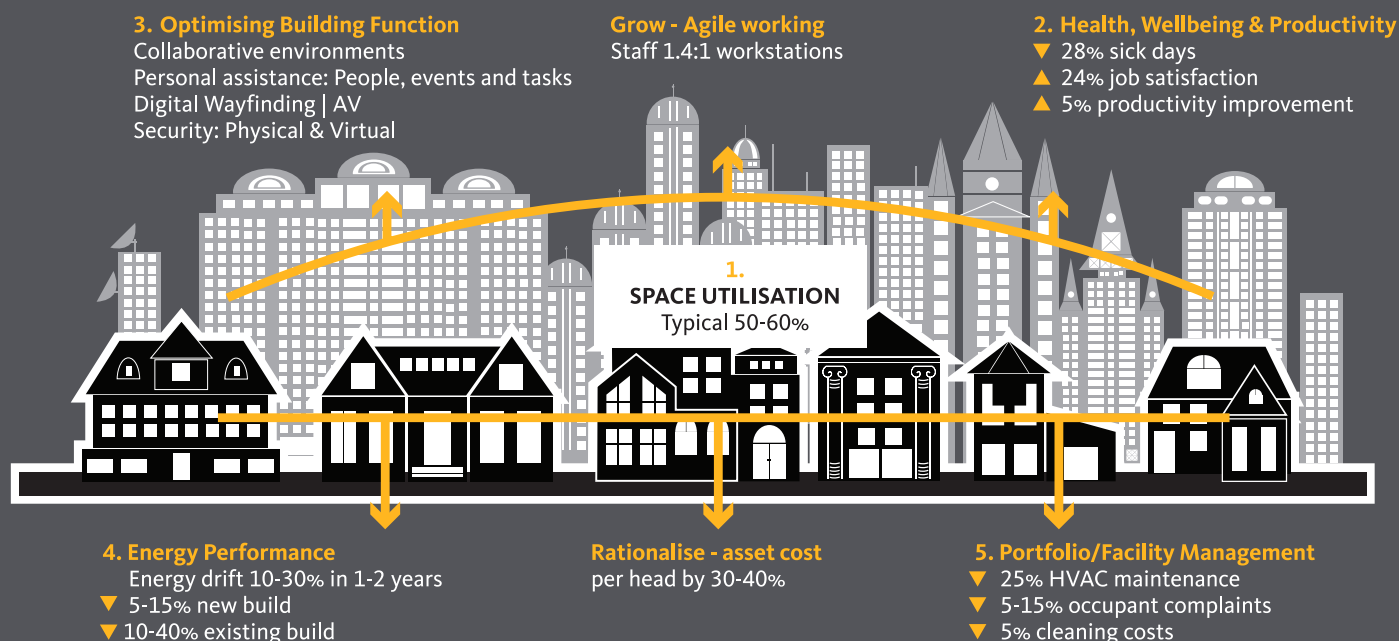 3. Optimising Building Function
Collaborative environments
Personal assistance: People, events and tasks
Digital Wayfinding | AV
Security: Physical & Virtual
Grow - Agile working
Staff 1.4:1 workstations
2. Health, Wellbeing & Productivity
▼ 28% sick days
▲ 24% job satisfaction
▲ 5% productivity improvement
1.
SPACE UTILISATION
Typical 50-60%
4. Energy Performance
Energy drift 10-30% in 1-2 years
▼ 5-15% new build
▼ 10-40% existing build
Rationalise - asset cost
per head by 30-40%
5. Portfolio/Facility Management
▼ 25% HVAC maintenance
▼ 5-15% occupant complaints
▼ 5% cleaning costs